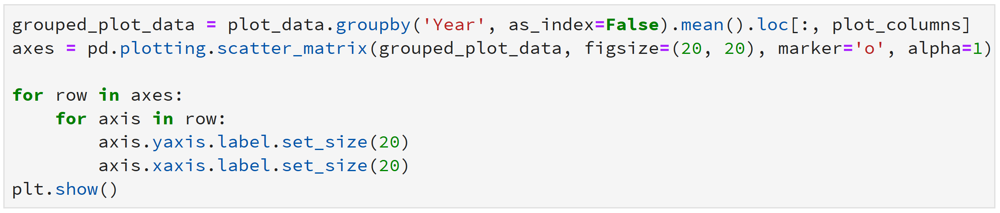 grouped_plot_data = plot_data.groupby('Year', as_index=False).mean().loc[:, plot_columns]
axes = pd.plotting.scatter_matrix(grouped_plot_data, figsize=(20, 20), marker='o', alpha=1)

for row in axes:
    for axis in row:
        axis.yaxis.label.set_size(20)
        axis.xaxis.label.set_size(20)
plt.show()